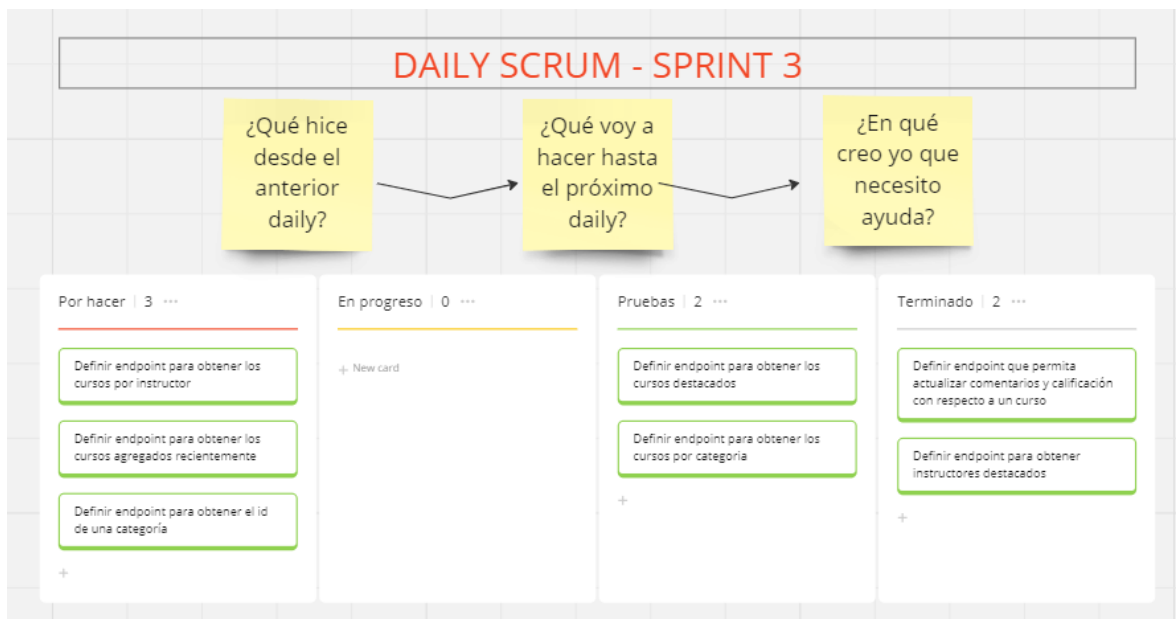 DAILY SCRUM - SPRINT 3
¿Qué hice
desde el
anterior
daily?
¿Qué voy a
hacer hasta
el próximo
daily?
¿En qué
creo yo que
necesito
ayuda?
Por hacer | 3 ···
Definir endpoint para obtener los
cursos por instructor
Definir endpoint para obtener los
cursos agregados recientemente
Definir endpoint para obtener el id
de una categoría
+
En progreso | 0 ···
+ New card
Pruebas | 2 ···
Definir endpoint para obtener los
cursos destacados
Definir endpoint para obtener los
cursos por categoria
+
Terminado | 2 ···
Definir endpoint que permita
actualizar comentarios y calificación
con respecto a un curso
Definir endpoint para obtener
instructores destacados
+